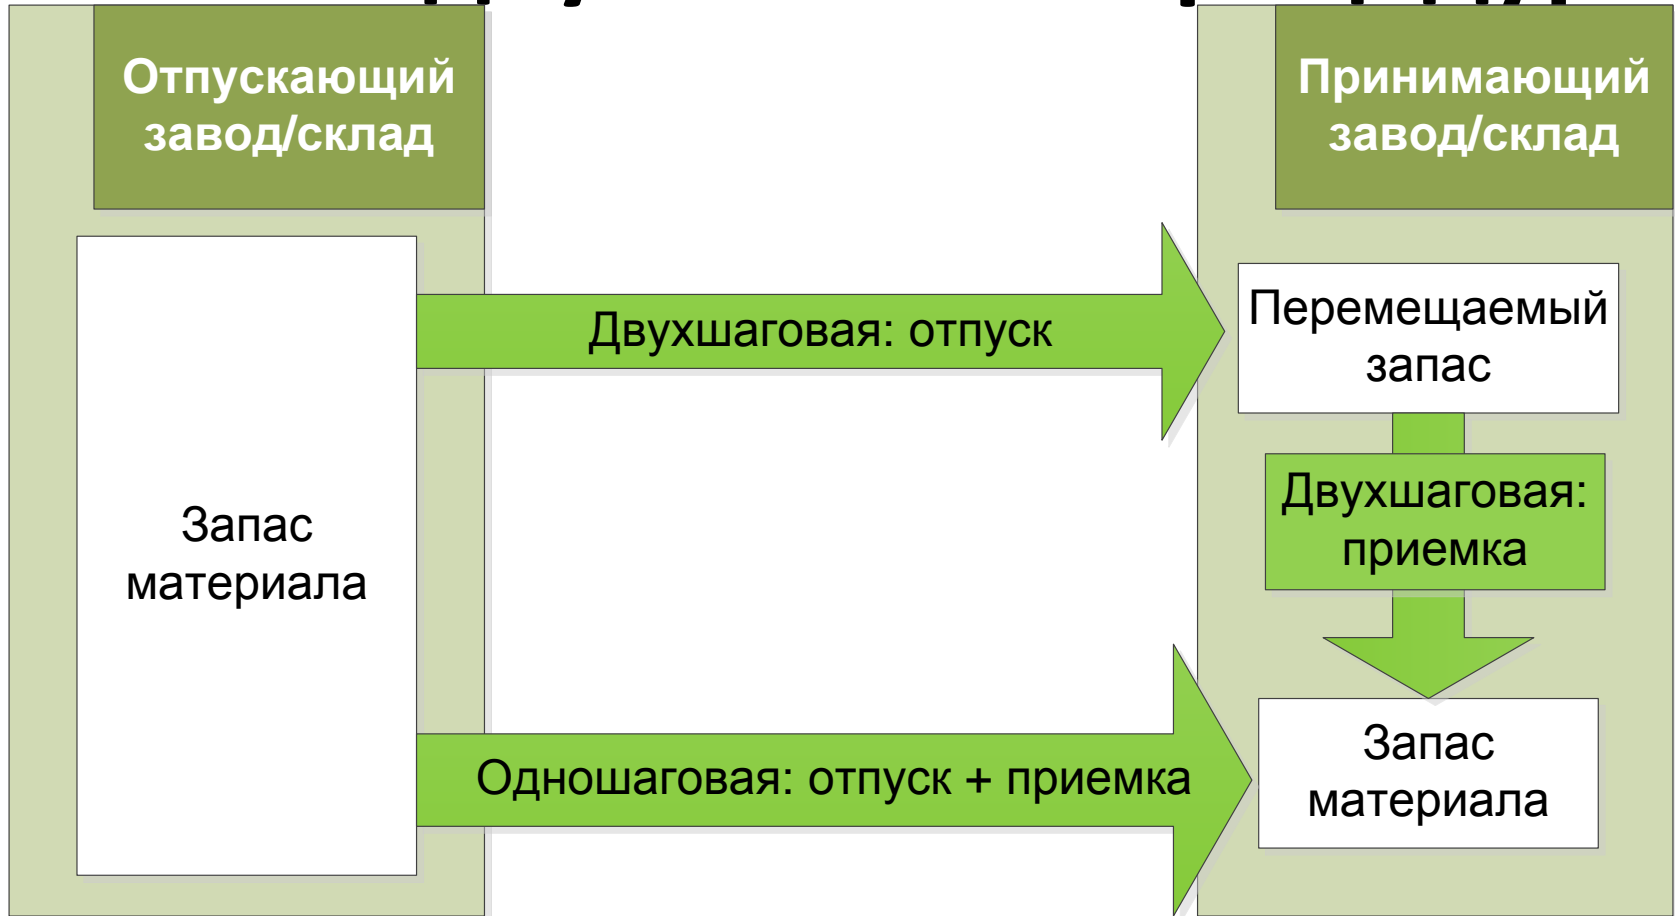 Отпускающий
завод/склад
Принимающий
завод/склад
Двухшаговая: отпуск
Перемещаемый
запас
Двухшаговая:
приемка
Запас
материала
Одношаговая: отпуск + приемка
Запас
материала